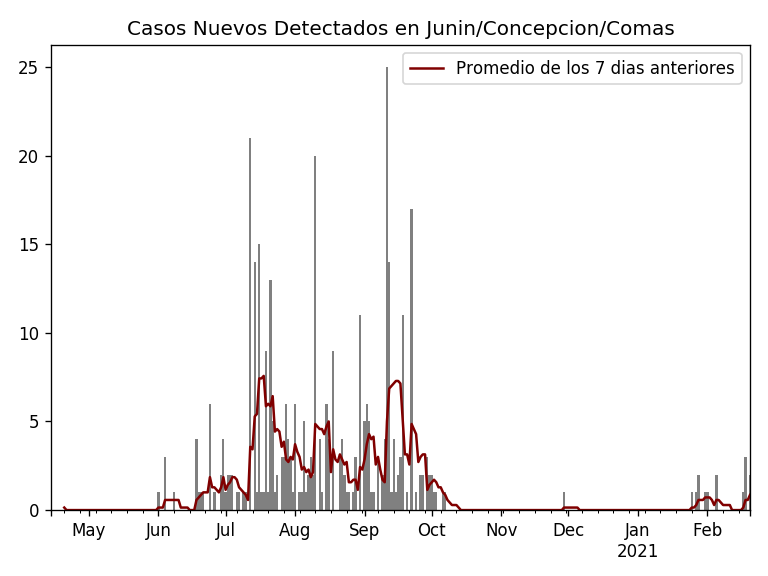 Casos Nuevos Detectados en Junin/Concepcion/Comas
Promedio de los 7 dias anteriores
25
20
15
10
5
0
May Jun Jul Aug Sep Oct Nov Dec Jan Feb
2021